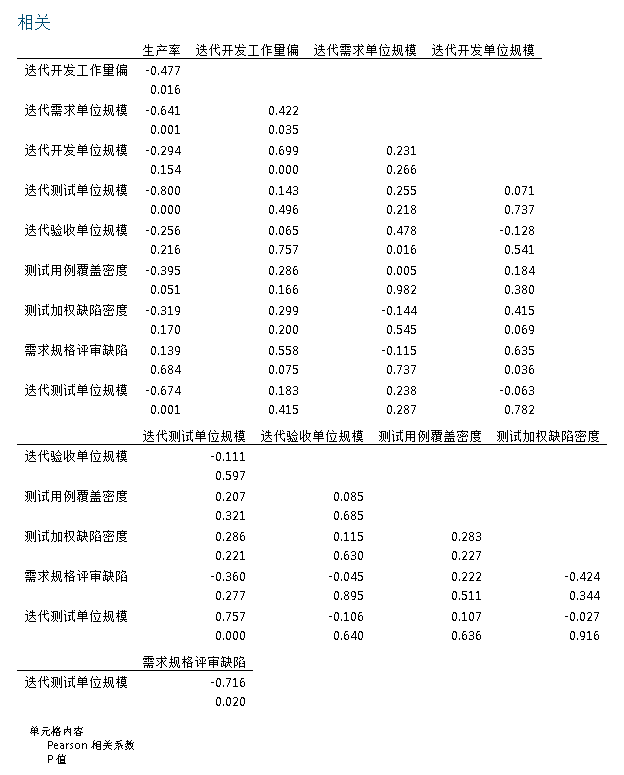 相关
生产率 迭代开发工作量偏 迭代需求单位规模 迭代开发单位规模
迭代开发工作量偏 -0.477
0.016
迭代需求单位规模 -0.641 0.422
0.001 0.035
迭代开发单位规模 -0.294 0.699 0.231
0.154 0.000 0.266
迭代测试单位规模 -0.800 0.143 0.255 0.071
0.000 0.496 0.218 0.737
迭代验收单位规模 -0.256 0.065 0.478 -0.128
0.216 0.757 0.016 0.541
测试用例覆盖密度 -0.395 0.286 0.005 0.184
0.051 0.166 0.982 0.380
测试加权缺陷密度 -0.319 0.299 -0.144 0.415
0.170 0.200 0.545 0.069
需求规格评审缺陷 0.139 0.558 -0.115 0.635
0.684 0.075 0.737 0.036
迭代测试单位规模 -0.674 0.183 0.238 -0.063
0.001 0.415 0.287 0.782
迭代测试单位规模 迭代验收单位规模 测试用例覆盖密度 测试加权缺陷密度
迭代验收单位规模 -0.111
0.597
测试用例覆盖密度 0.207 0.085
0.321 0.685
测试加权缺陷密度 0.286 0.115 0.283
0.221 0.630 0.227
需求规格评审缺陷 -0.360 -0.045 0.222 -0.424
0.277 0.895 0.511 0.344
迭代测试单位规模 0.757 -0.106 0.107 -0.027
0.000 0.640 0.636 0.916
需求规格评审缺陷
迭代测试单位规模 -0.716
0.020
单元格内容
Pearson 相关系数
P 值